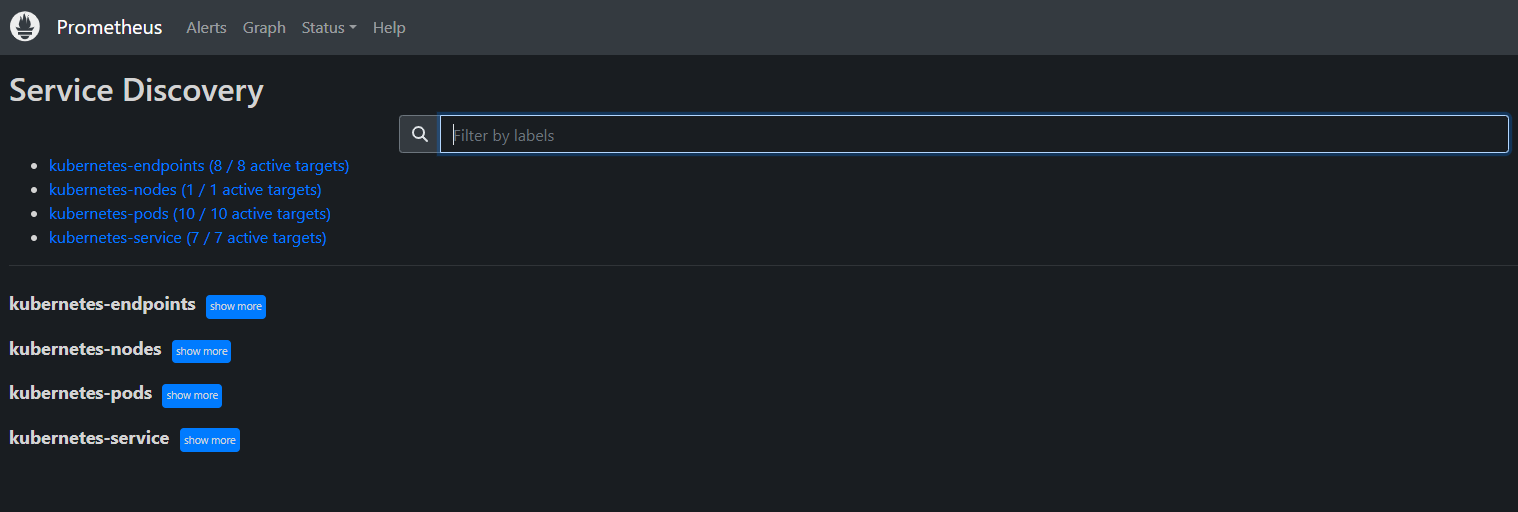 Prometheus Alerts Graph Status Help
Service Discovery
Filter by labels
kubernetes-endpoints (8 / 8 active targets)
kubernetes-nodes (1 / 1 active targets)
kubernetes-pods (10 / 10 active targets)
kubernetes-service (7 / 7 active targets)
kubernetes-endpoints show more
kubernetes-nodes show more
kubernetes-pods show more
kubernetes-service show more